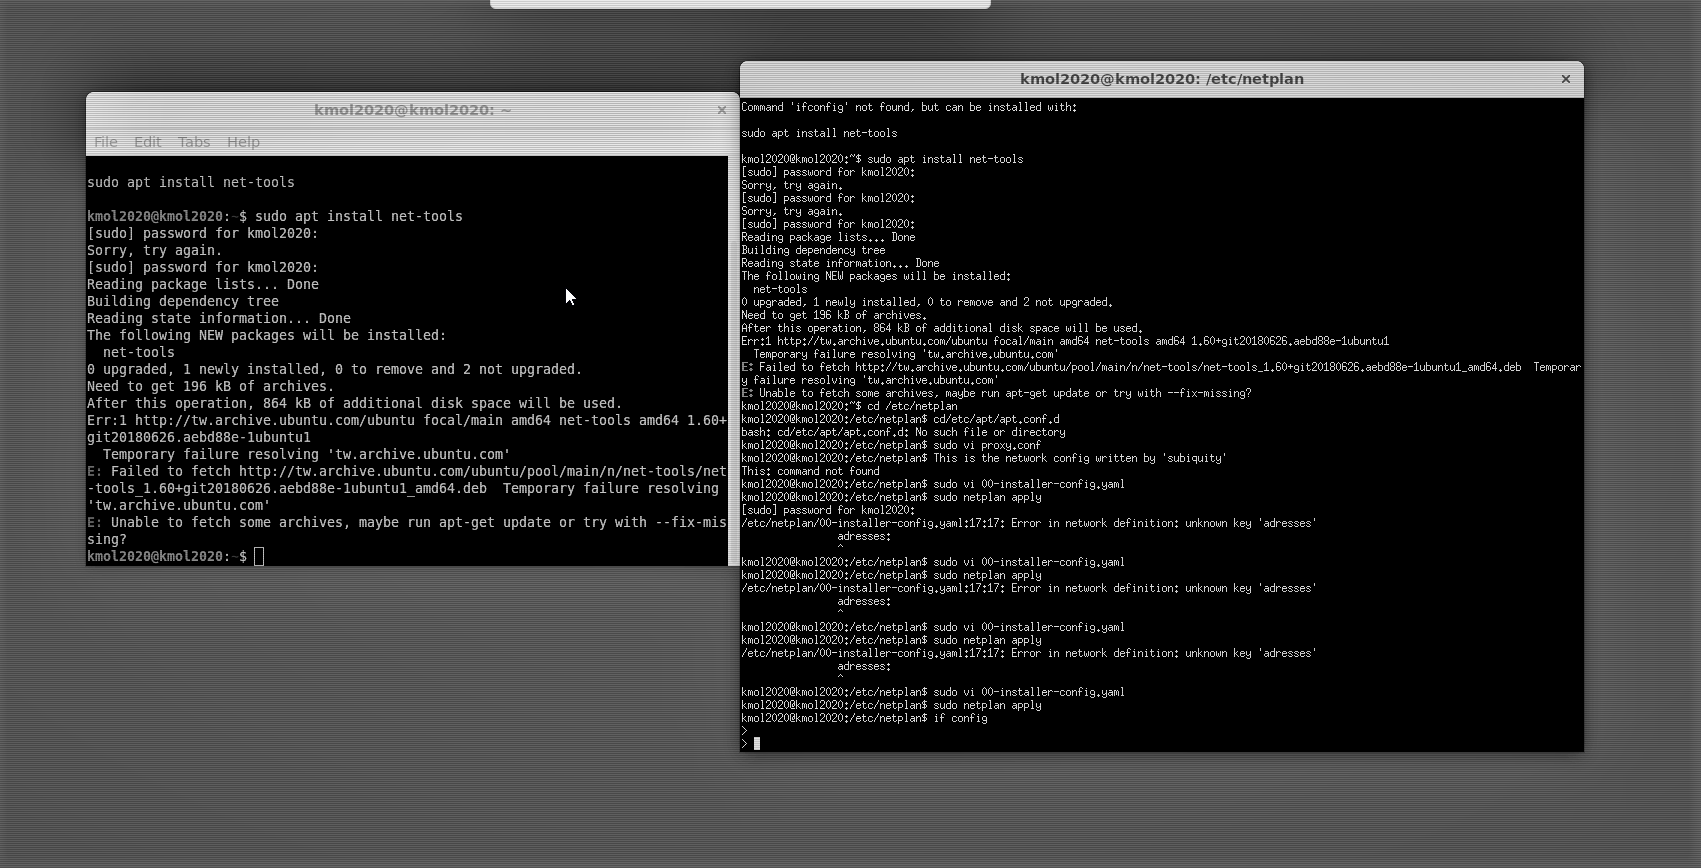 kmol2020@kmol2020: ~
File Edit Tabs Help
sudo apt install net-tools
kmol2020@kmol2020:~$ sudo apt install net-tools
[sudo] password for kmol2020:
Sorry, try again.
[sudo] password for kmol2020:
Reading package lists... Done
Building dependency tree
Reading state information... Done
The following NEW packages will be installed:
  net-tools
0 upgraded, 1 newly installed, 0 to remove and 2 not upgraded.
Need to get 196 kB of archives.
After this operation, 864 kB of additional disk space will be used.
Err:1 http://tw.archive.ubuntu.com/ubuntu focal/main amd64 net-tools amd64 1.60+
git20180626.aebd88e-1ubuntu1
  Temporary failure resolving 'tw.archive.ubuntu.com'
E: Failed to fetch http://tw.archive.ubuntu.com/ubuntu/pool/main/n/net-tools/net
-tools_1.60+git20180626.aebd88e-1ubuntu1_amd64.deb  Temporary failure resolving
'tw.archive.ubuntu.com'
E: Unable to fetch some archives, maybe run apt-get update or try with --fix-mis
sing?
kmol2020@kmol2020:~$
kmol2020@kmol2020: /etc/netplan
Command 'ifconfig' not found, but can be installed with:
sudo apt install net-tools
kmol2020@kmol2020:~$ sudo apt install net-tools
[sudo] password for kmol2020:
Sorry, try again.
[sudo] password for kmol2020:
Sorry, try again.
[sudo] password for kmol2020:
Reading package lists... Done
Building dependency tree
Reading state information... Done
The following NEW packages will be installed:
  net-tools
0 upgraded, 1 newly installed, 0 to remove and 2 not upgraded.
Need to get 196 kB of archives.
After this operation, 864 kB of additional disk space will be used.
Err:1 http://tw.archive.ubuntu.com/ubuntu focal/main amd64 net-tools amd64 1.60+git20180626.aebd88e-1ubuntu1
  Temporary failure resolving 'tw.archive.ubuntu.com'
E: Failed to fetch http://tw.archive.ubuntu.com/ubuntu/pool/main/n/net-tools/net-tools_1.60+git20180626.aebd88e-1ubuntu1_amd64.deb  Temporar
y failure resolving 'tw.archive.ubuntu.com'
E: Unable to fetch some archives, maybe run apt-get update or try with --fix-missing?
kmol2020@kmol2020:~$ cd /etc/netplan
kmol2020@kmol2020:/etc/netplan$ cd/etc/apt/apt.conf.d
bash: cd/etc/apt/apt.conf.d: No such file or directory
kmol2020@kmol2020:/etc/netplan$ sudo vi proxy.conf
kmol2020@kmol2020:/etc/netplan$ This is the network config written by 'subiquity'
This: command not found
kmol2020@kmol2020:/etc/netplan$ sudo vi 00-installer-config.yaml
kmol2020@kmol2020:/etc/netplan$ sudo netplan apply
[sudo] password for kmol2020:
/etc/netplan/00-installer-config.yaml:17:17: Error in network definition: unknown key 'adresses'
                adresses:
                ^
kmol2020@kmol2020:/etc/netplan$ sudo vi 00-installer-config.yaml
kmol2020@kmol2020:/etc/netplan$ sudo netplan apply
/etc/netplan/00-installer-config.yaml:17:17: Error in network definition: unknown key 'adresses'
                adresses:
                ^
kmol2020@kmol2020:/etc/netplan$ sudo vi 00-installer-config.yaml
kmol2020@kmol2020:/etc/netplan$ sudo netplan apply
/etc/netplan/00-installer-config.yaml:17:17: Error in network definition: unknown key 'adresses'
                adresses:
                ^
kmol2020@kmol2020:/etc/netplan$ sudo vi 00-installer-config.yaml
kmol2020@kmol2020:/etc/netplan$ sudo netplan apply
kmol2020@kmol2020:/etc/netplan$ if config
>
>